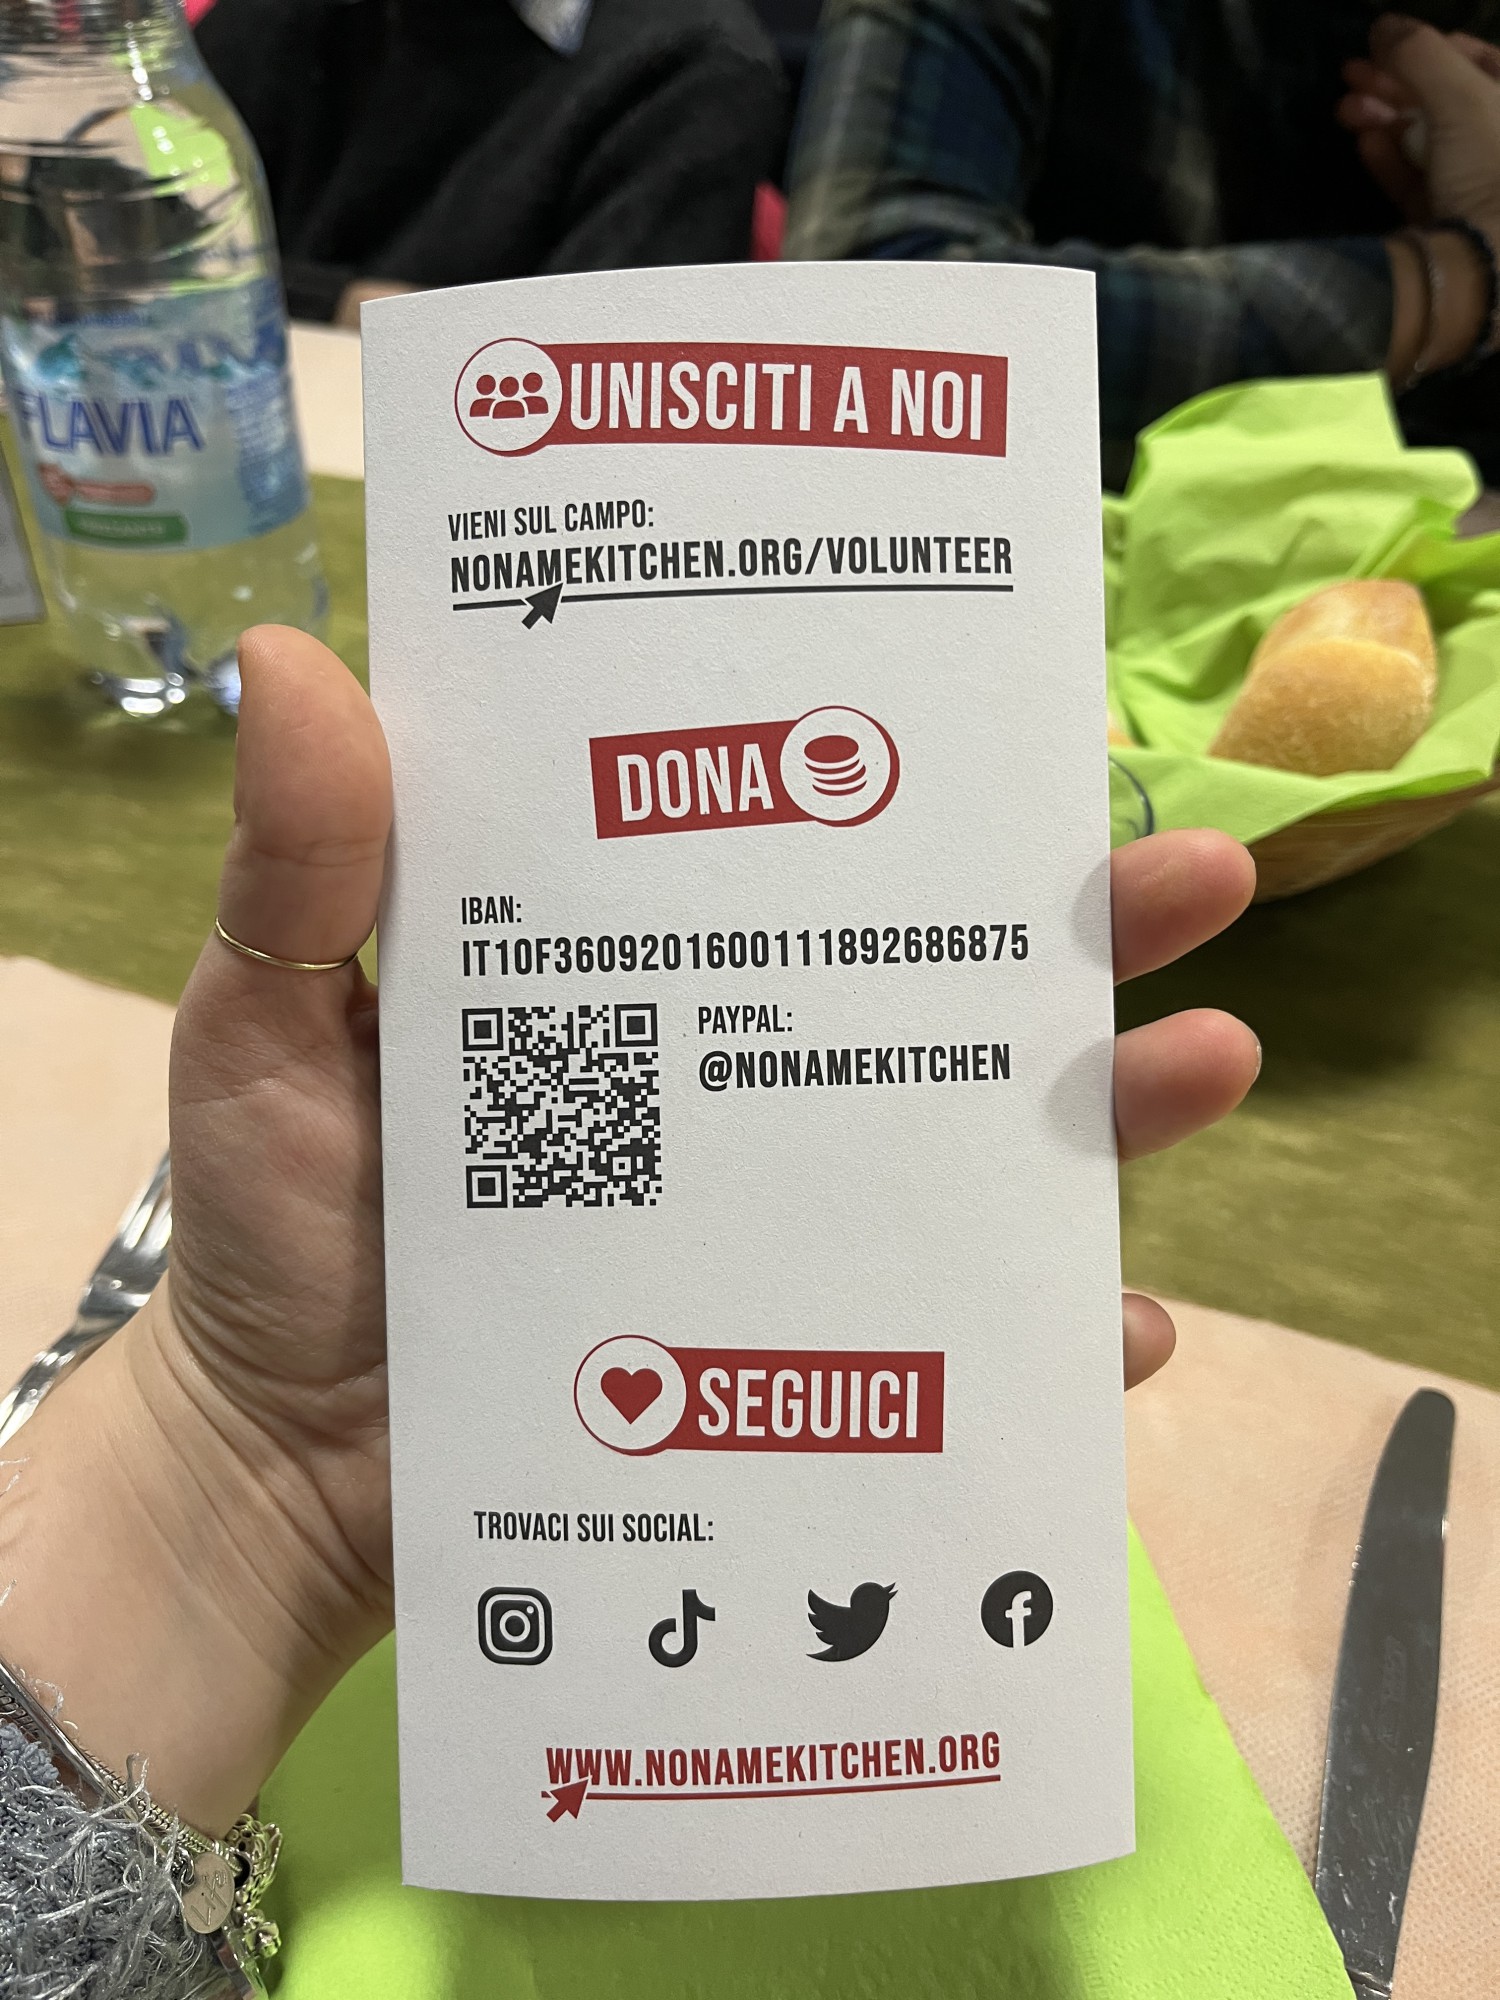 FLAVIA
UNISCITI A NOI
VIENI SUL CAMPO:
NONAMEKITCHEN.ORG/VOLUNTEER
DONA
IBAN:
IT10F3609201600111892686875
PAYPAL:
@NONAMEKITCHEN
SEGUICI
TROVACI SUI SOCIAL:
WWW.NONAMEKITCHEN.ORG